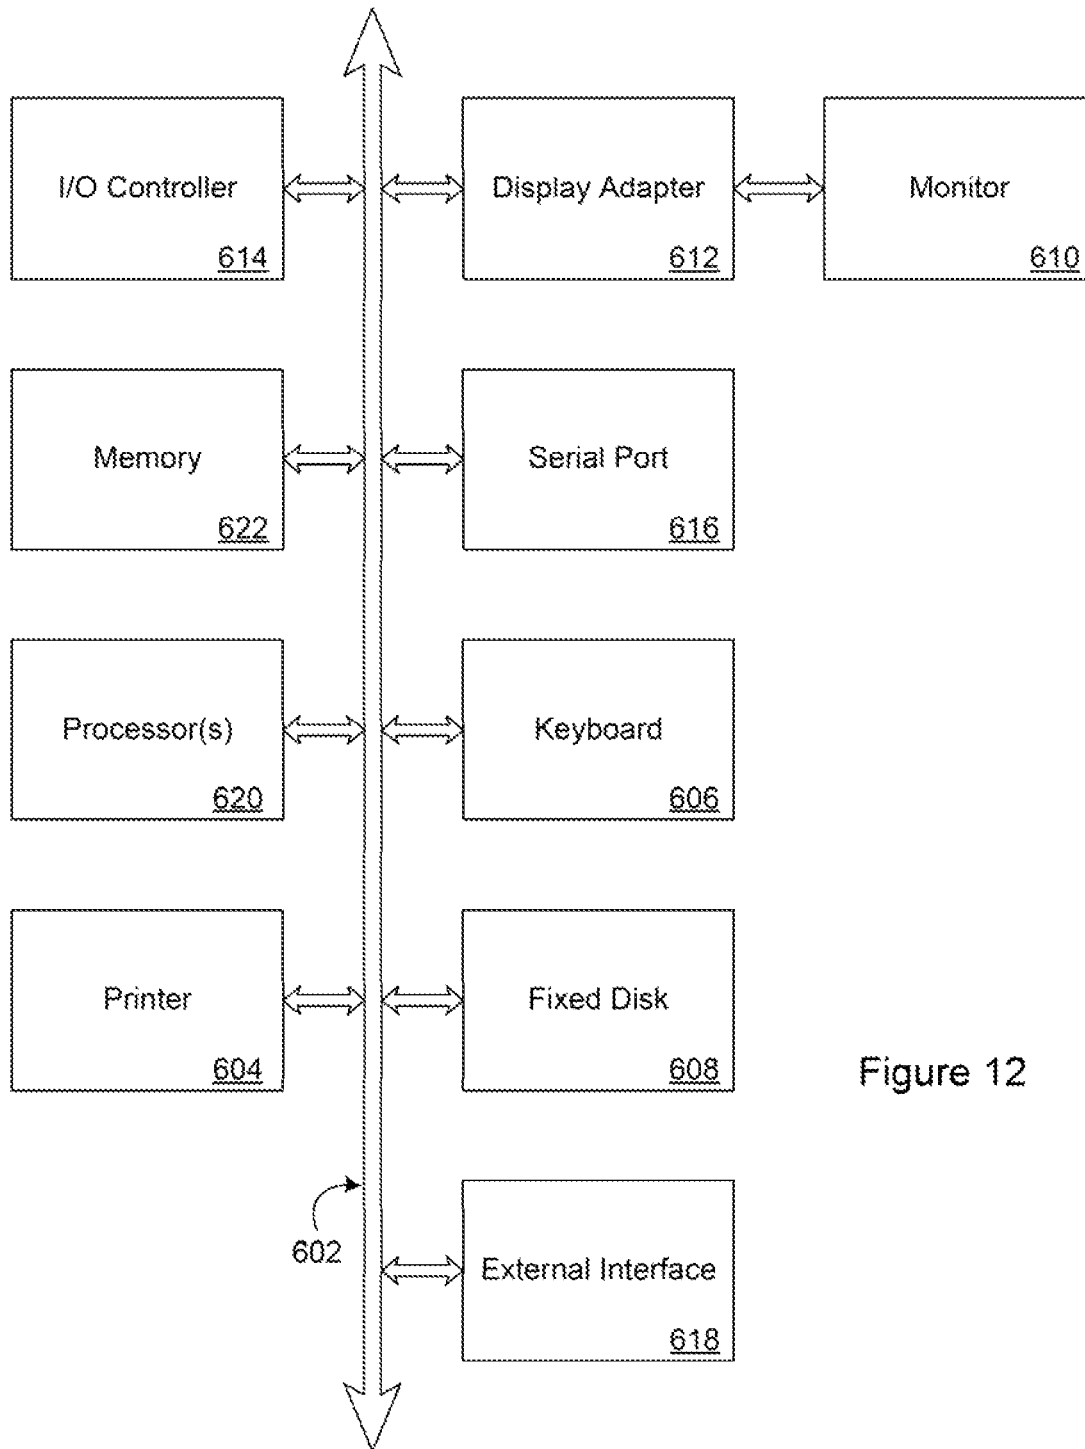 I/O Controller
614
Display Adapter
612
Monitor
610
Memory
622
Serial Port
616
Processor(s)
620
Keyboard
606
Printer
604
Fixed Disk
608
Figure 12
602
External Interface
618